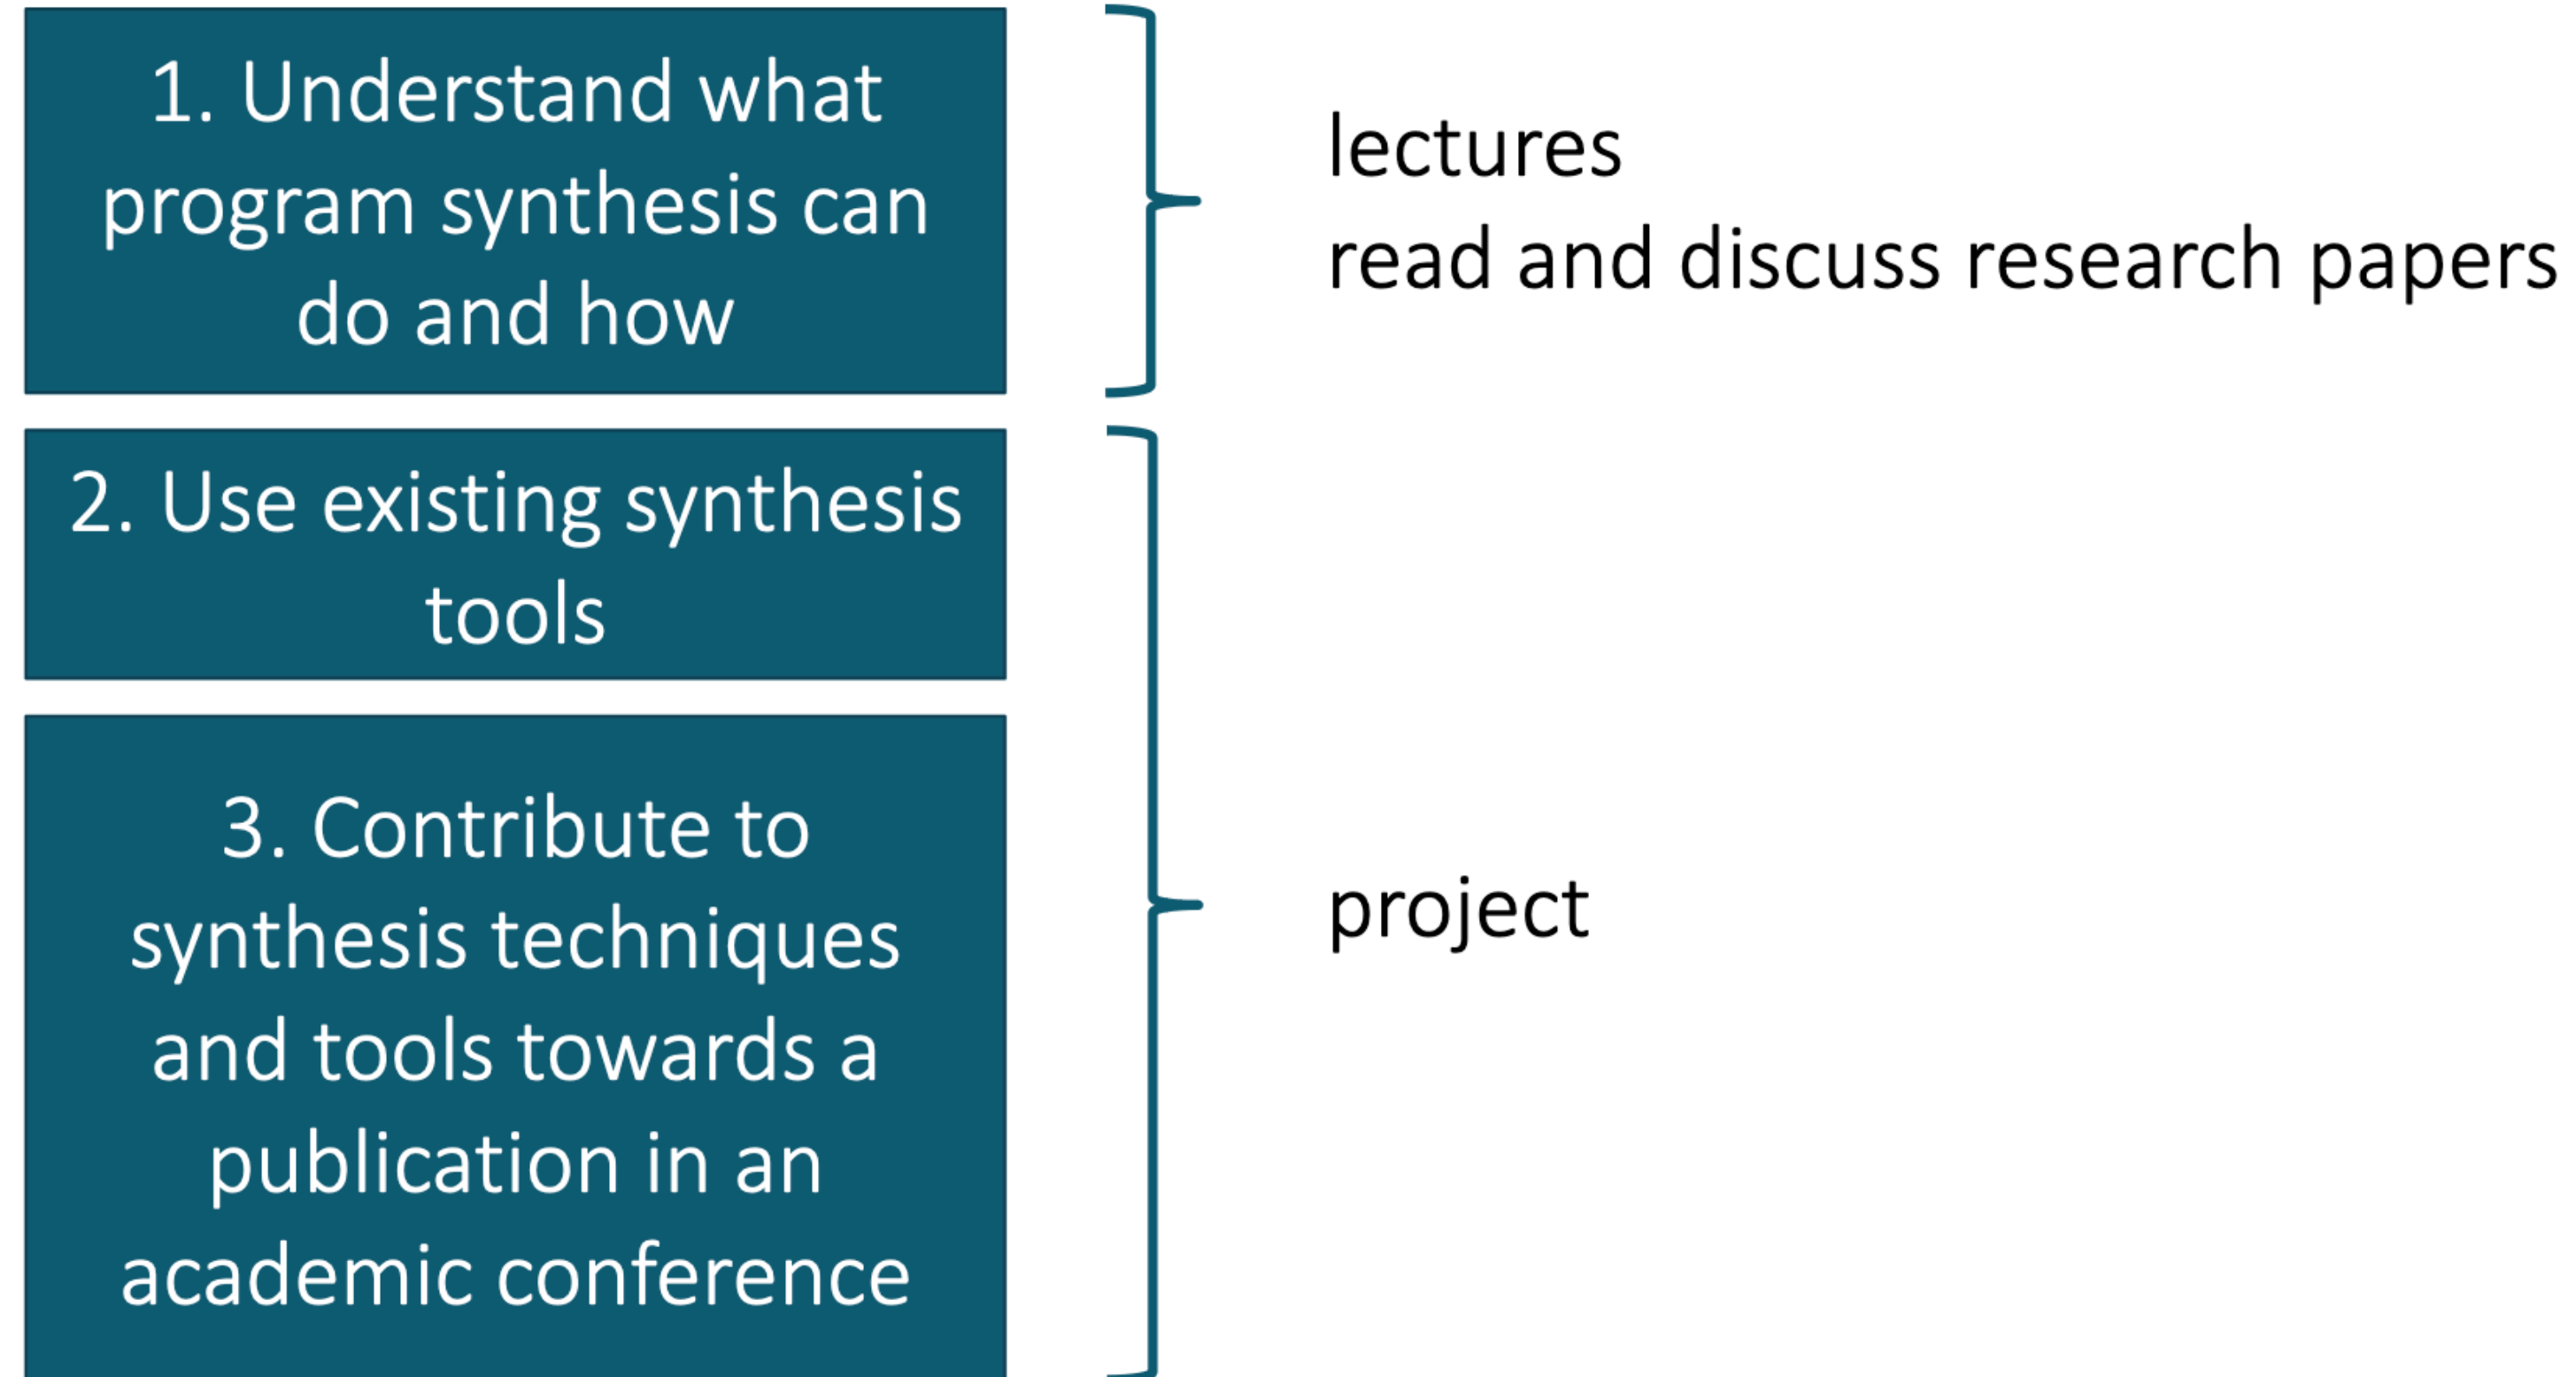 1. Understand what
program synthesis can
do and how
lectures
read and discuss research papers
2. Use existing synthesis
tools
3. Contribute to
synthesis techniques
and tools towards a
publication in an
academic conference
project